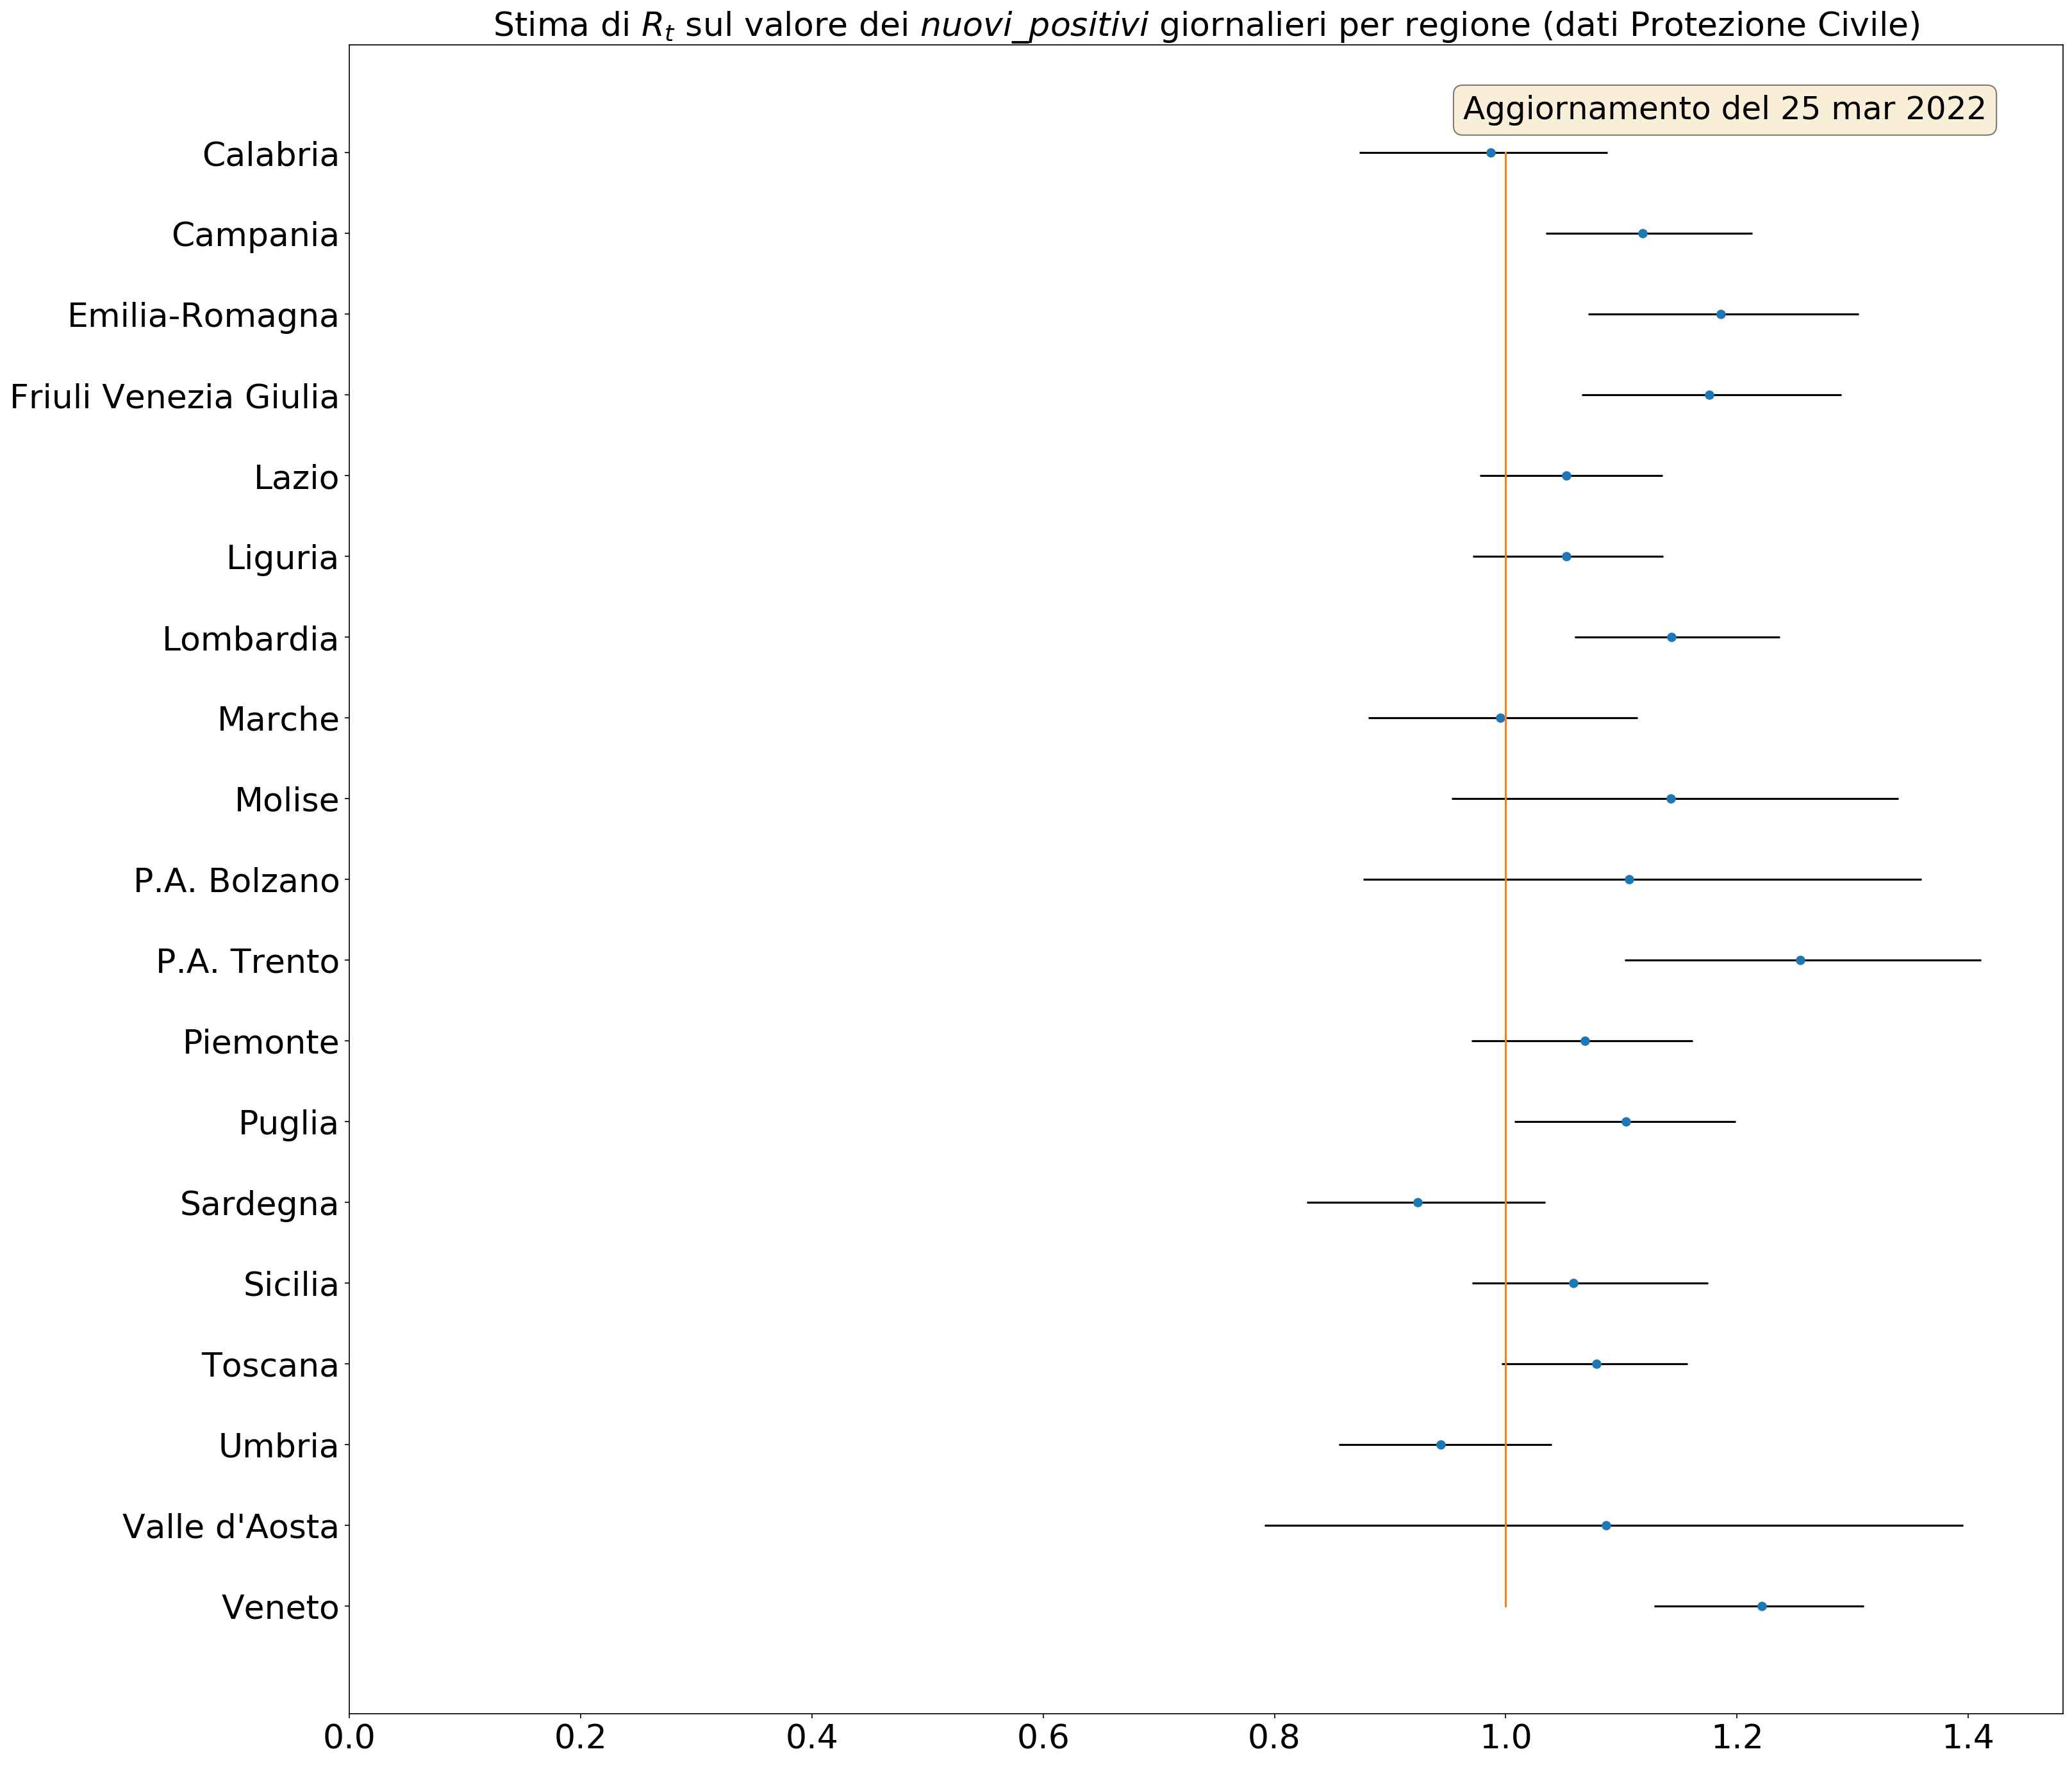 Stima di Rt sul valore dei nuovi_positivi giornalieri per regione (dati Protezione Civile)
Aggiornamento del 25 mar 2022
Calabria
Campania
Emilia-Romagna
Friuli Venezia Giulia
Lazio
Liguria
Lombardia
Marche
Molise
P.A. Bolzano
P.A. Trento
Piemonte
Puglia
Sardegna
Sicilia
Toscana
Umbria
Valle d'Aosta
Veneto
0.0 0.2 0.4 0.6 0.8 1.0 1.2 1.4